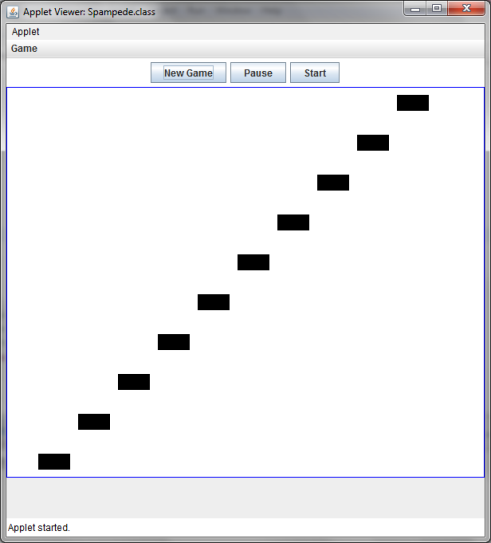 Applet Viewer: Spampede.class
Applet
Game
New Game Pause Start
Applet started.